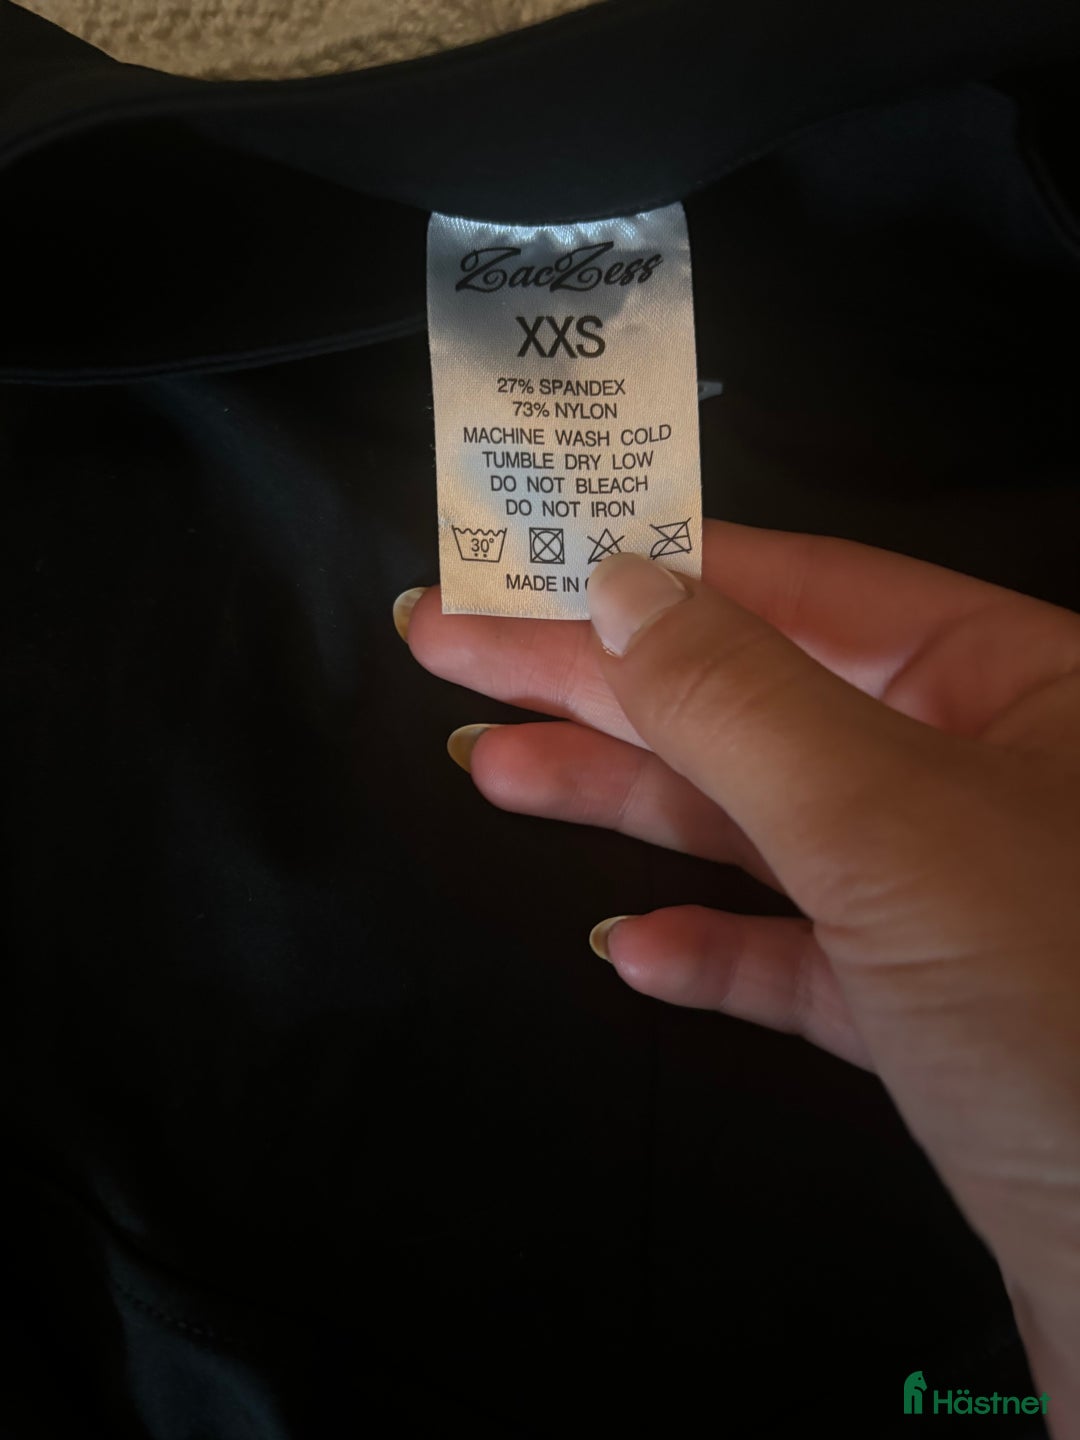 ZacZess
XXS
27% SPANDEX
73% NYLON
MACHINE WASH COLD
TUMBLE DRY LOW
DO NOT BLEACH
DO NOT IRON
30°
MADE IN
Hästnet